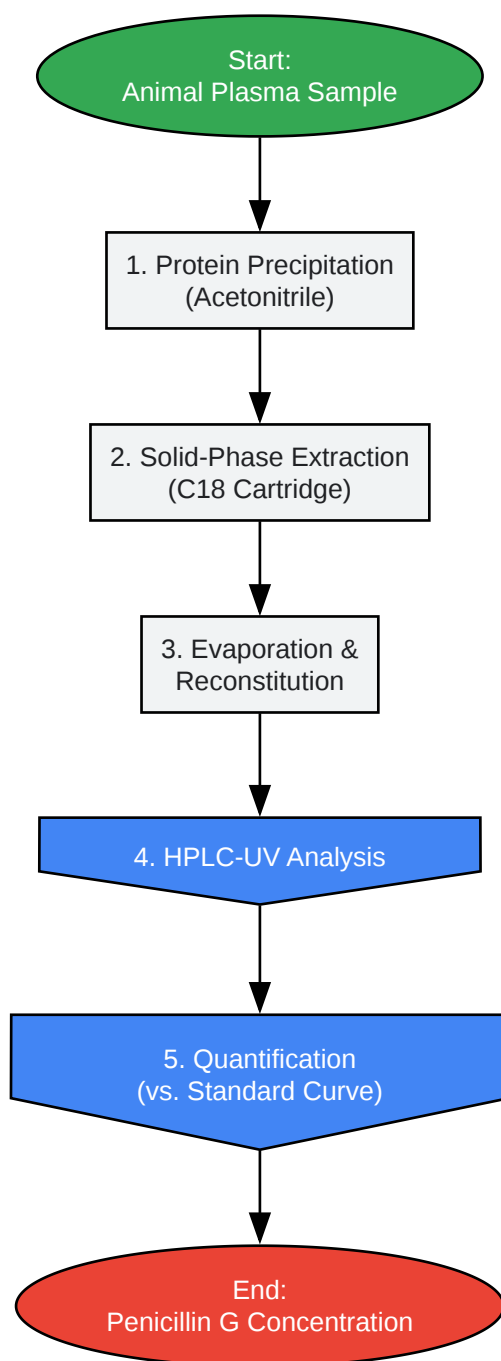 Start:
Animal Plasma Sample
1. Protein Precipitation
(Acetonitrile)
2. Solid-Phase Extraction
(C18 Cartridge)
3. Evaporation &
Reconstitution
4. HPLC-UV Analysis
5. Quantification
(vs. Standard Curve)
End:
Penicillin G Concentration